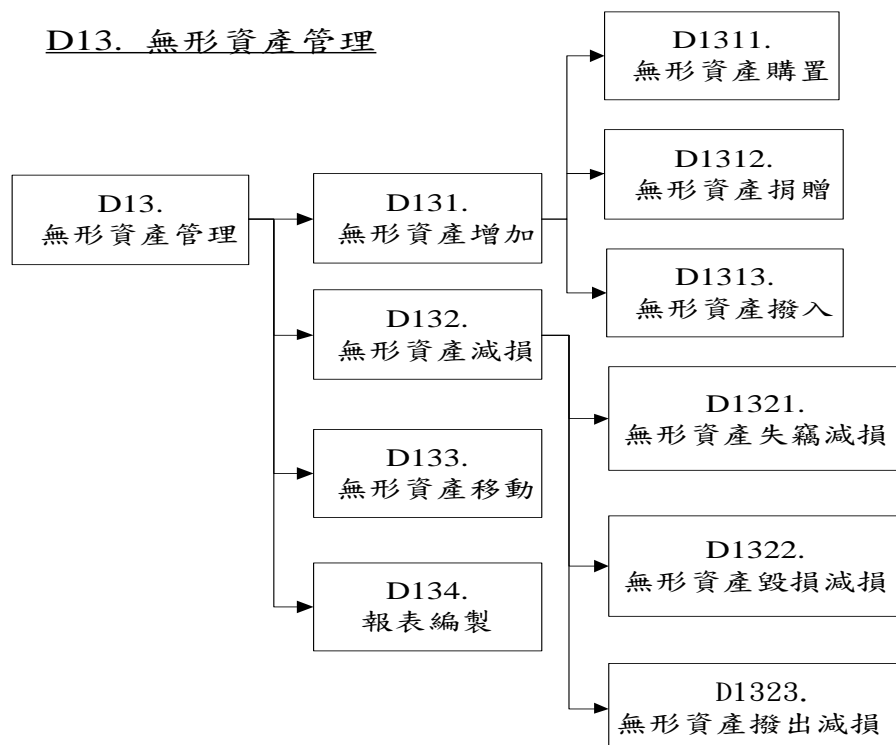 D13. 無形資產管理
D13.
無形資產管理
D131.
無形資產增加
D1311.
無形資產購置
D1312.
無形資產捐贈
D1313.
無形資產撥入
D132.
無形資產減損
D1321.
無形資產失竊減損
D1322.
無形資產毀損減損
D1323.
無形資產撥出減損
D133.
無形資產移動
D134.
報表編製